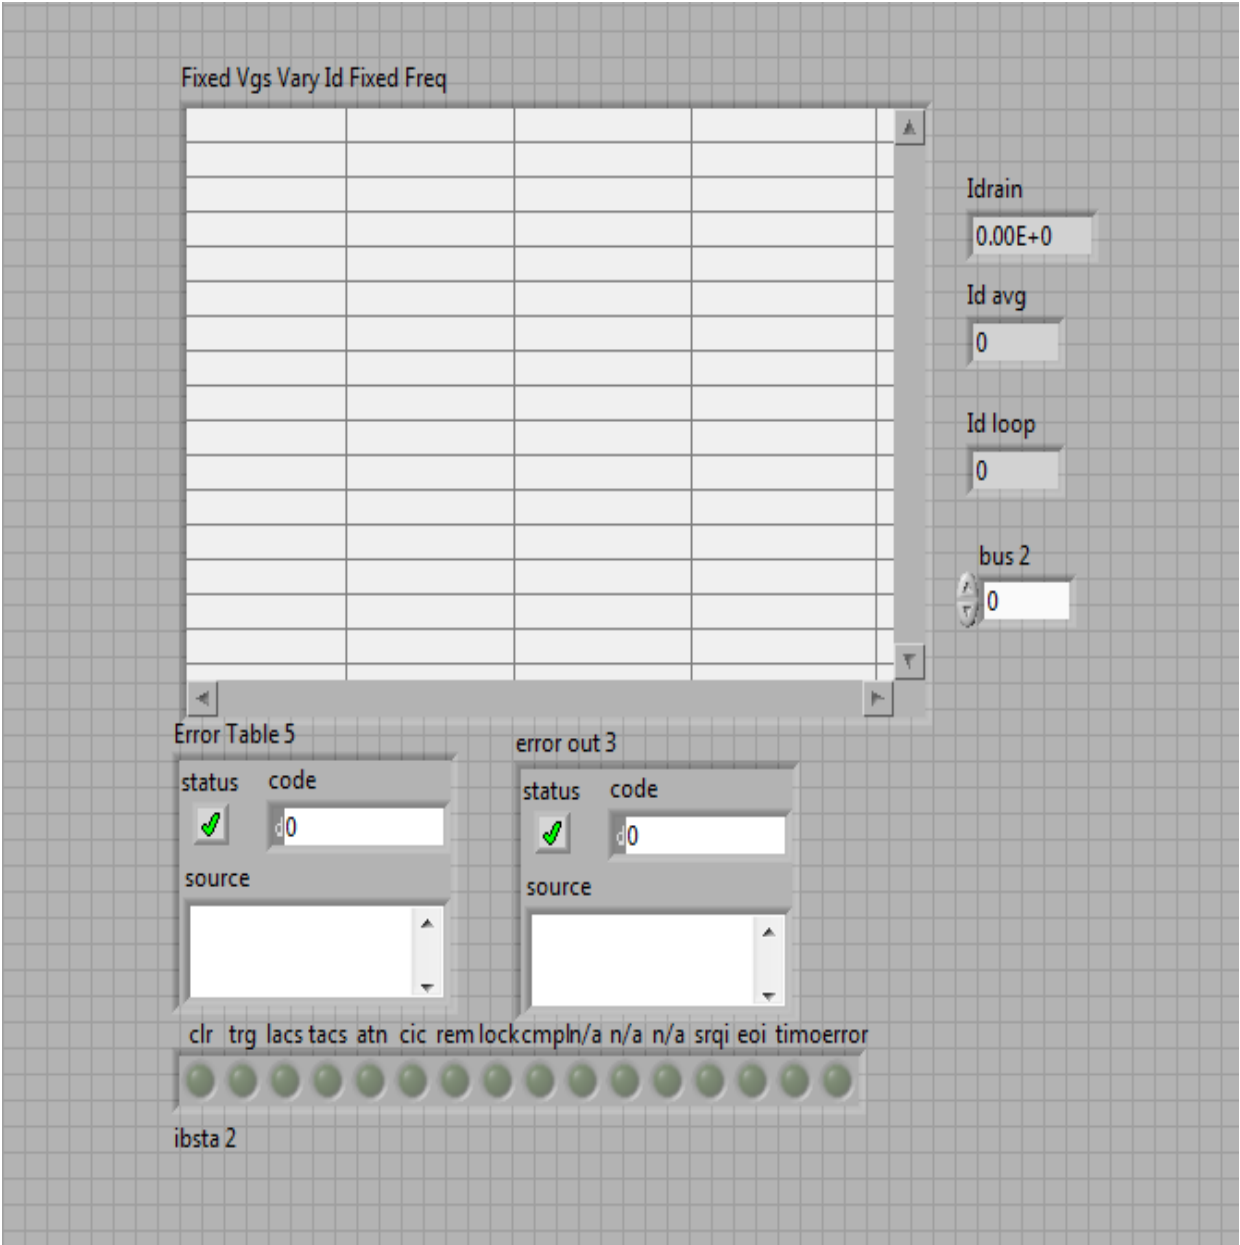 Fixed Vgs Vary Id Fixed Freq
Idrain
0.00E+0
Id avg
0
Id loop
0
bus 2
0
Error Table 5
status code
d 0
source
error out 3
status code
d 0
source
clr trg lacs tacs atn cic rem lock cmpl n/a n/a n/a srqi eoi timo error
ibsta 2